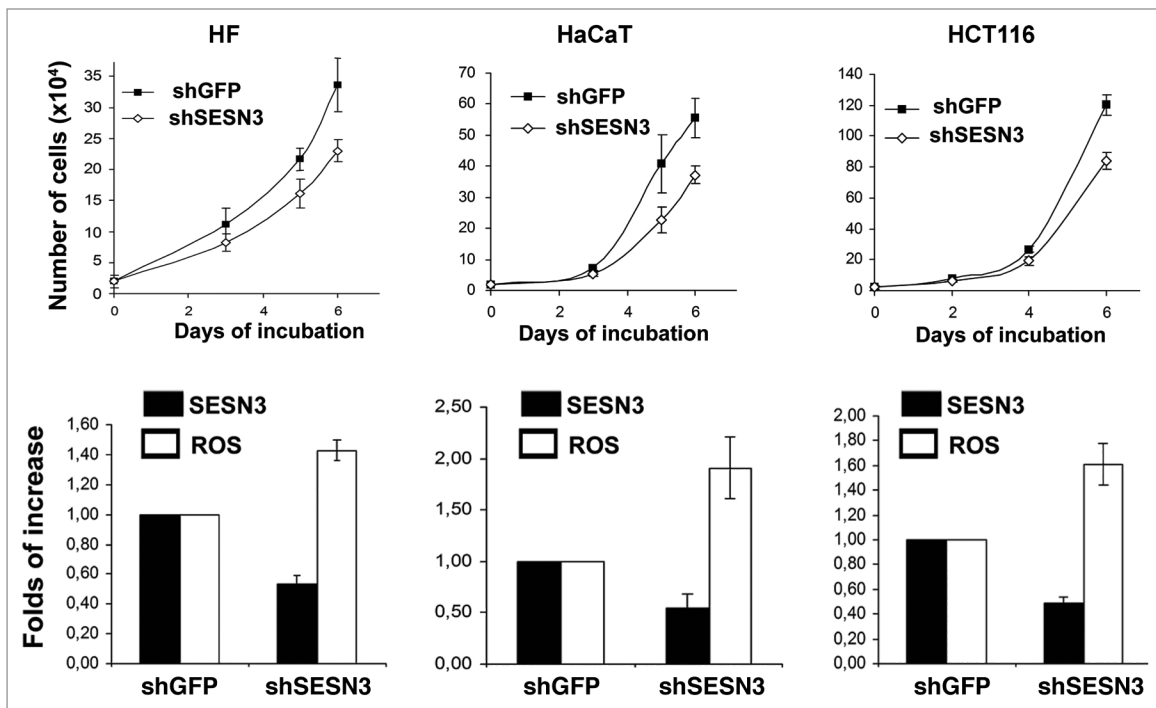 HF
Number of cells (x10⁴)
35
30
25
20
15
10
5
0
shGFP
shSESN3
0
2
4
6
Days of incubation
HaCaT
70
60
50
40
30
20
10
0
shGFP
shSESN3
0
2
4
6
Days of incubation
HCT116
140
120
100
80
60
40
20
0
shGFP
shSESN3
0
2
4
6
Days of incubation
Folds of increase
1,60
1,40
1,20
1,00
0,80
0,60
0,40
0,20
0,00
SESN3
ROS
shGFP
shSESN3
2,50
2,00
1,50
1,00
0,50
0,00
SESN3
ROS
shGFP
shSESN3
2,00
1,80
1,60
1,40
1,20
1,00
0,80
0,60
0,40
0,20
0,00
SESN3
ROS
shGFP
shSESN3